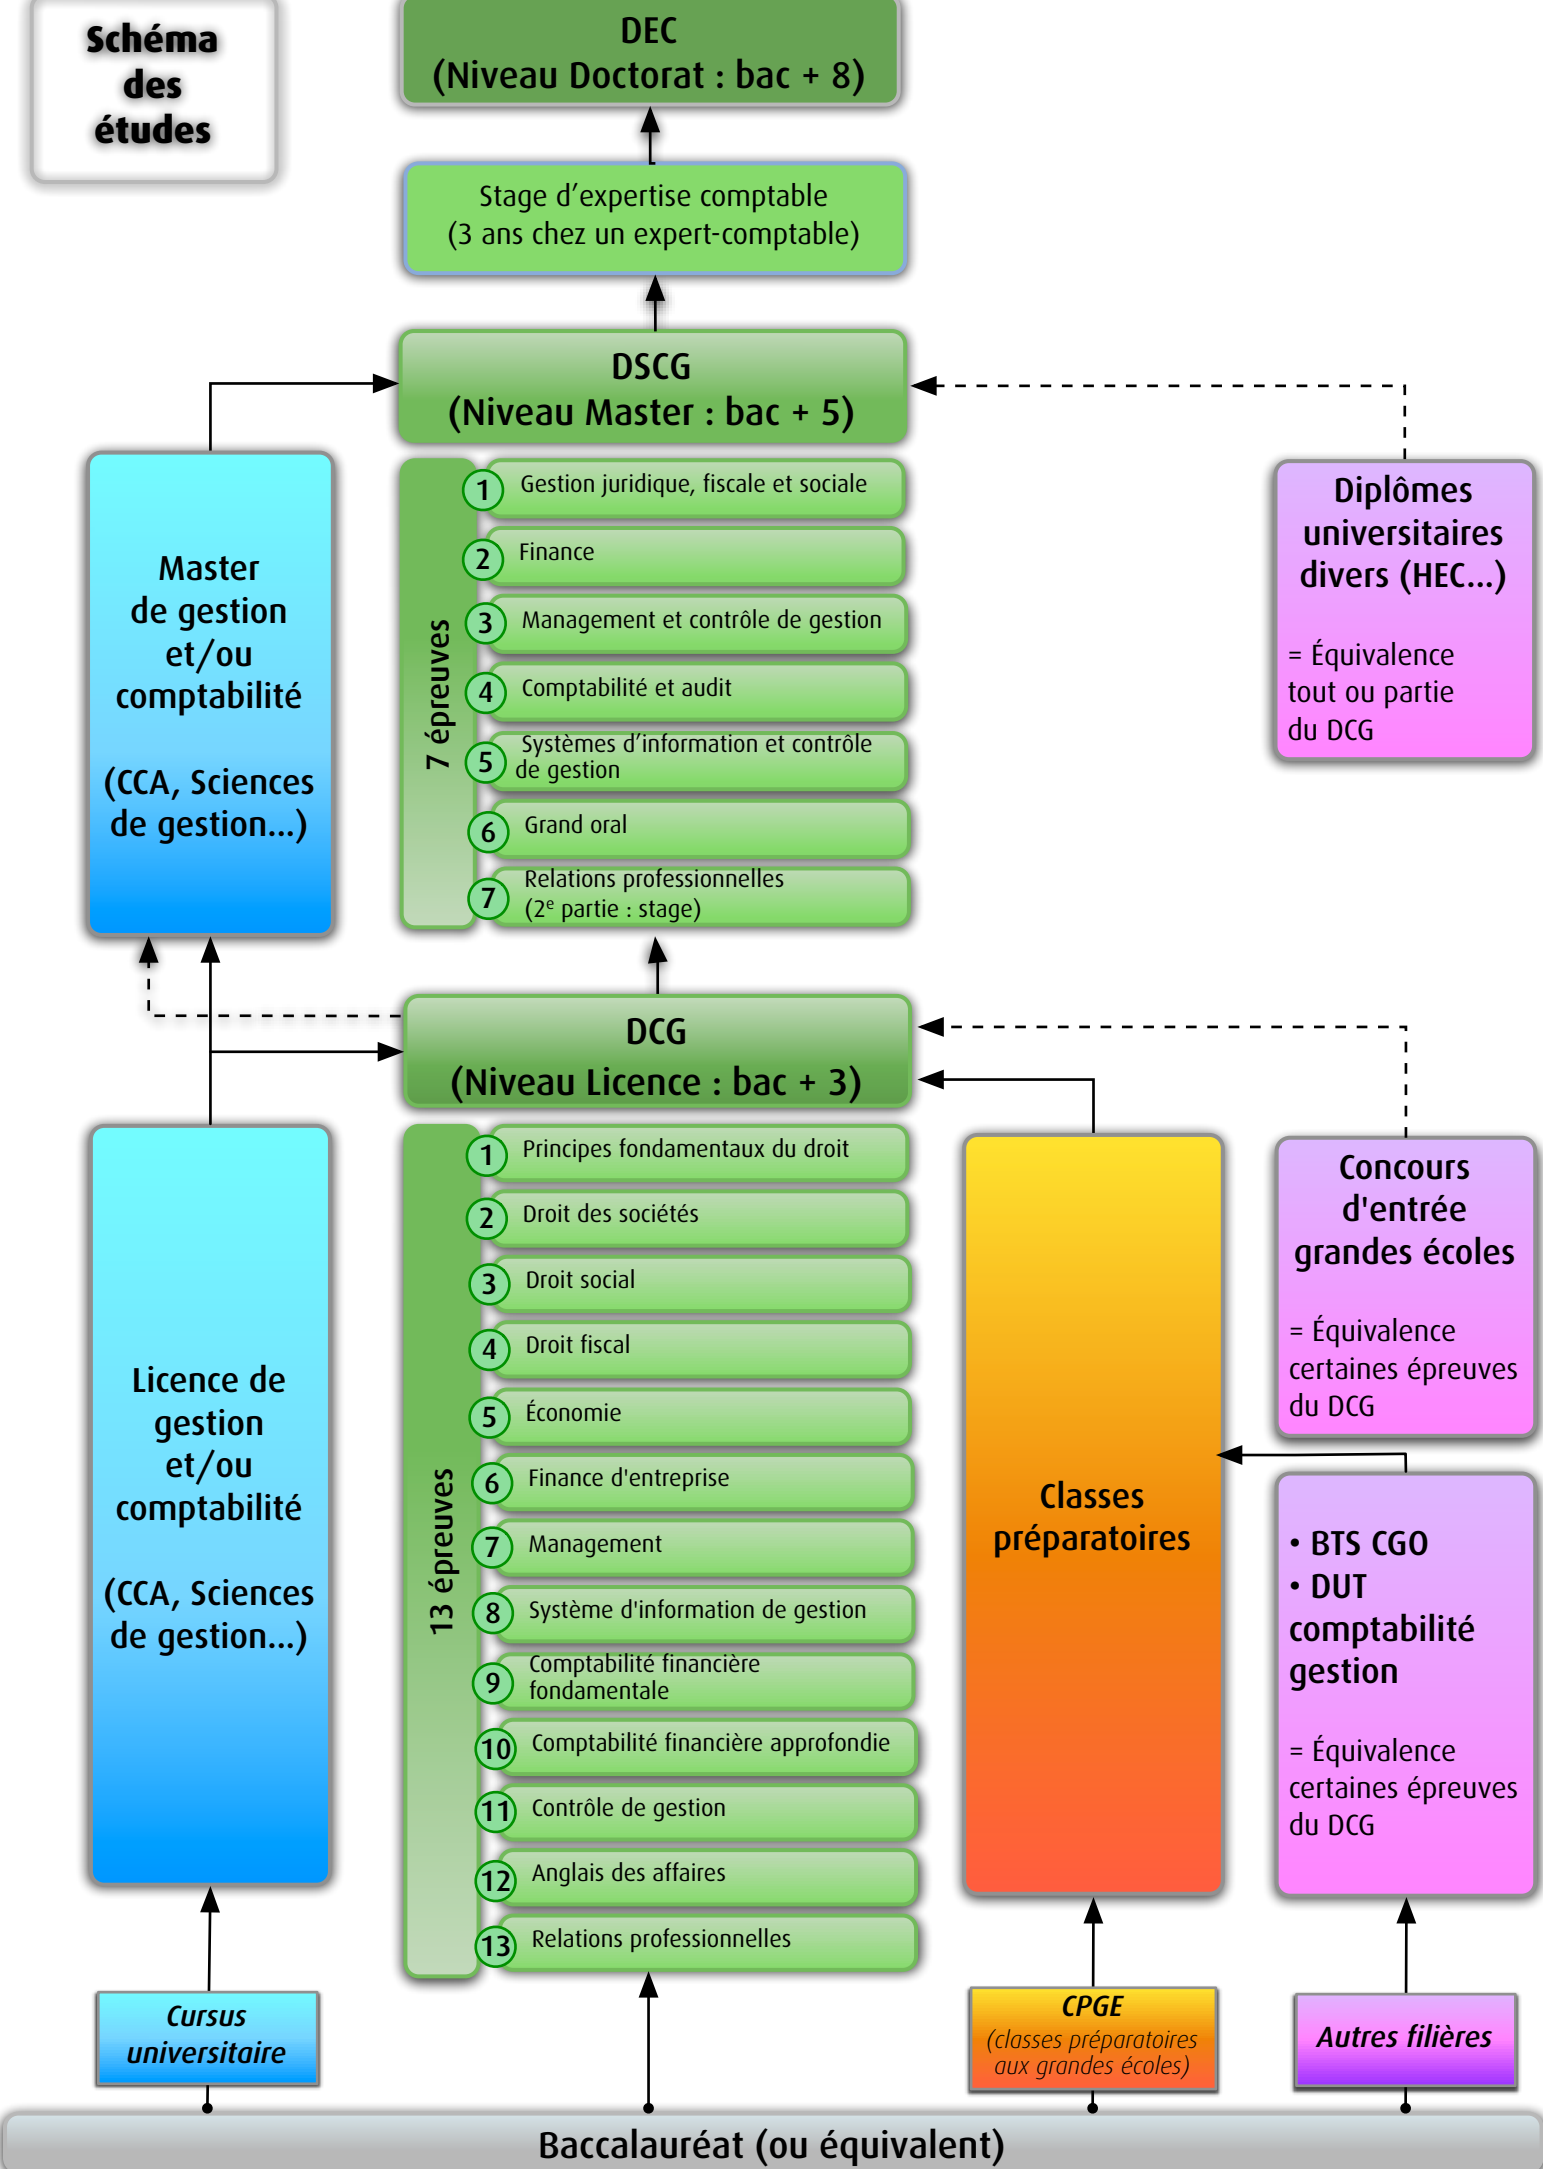 Schéma
des
études
DEC
(Niveau Doctorat : bac + 8)
Stage d’expertise comptable
(3 ans chez un expert-comptable)
DSCG
(Niveau Master : bac + 5)
Master
de gestion
et/ou
comptabilité
(CCA, Sciences
de gestion...)
7 épreuves
1 Gestion juridique, fiscale et sociale
2 Finance
3 Management et contrôle de gestion
4 Comptabilité et audit
5 Systèmes d’information et contrôle
de gestion
6 Grand oral
7 Relations professionnelles
(2e partie : stage)
Diplômes
universitaires
divers (HEC...)
= Équivalence
tout ou partie
du DCG
DCG
(Niveau Licence : bac + 3)
Licence de
gestion
et/ou
comptabilité
(CCA, Sciences
de gestion...)
13 épreuves
1 Principes fondamentaux du droit
2 Droit des sociétés
3 Droit social
4 Droit fiscal
5 Économie
6 Finance d'entreprise
7 Management
8 Système d'information de gestion
9 Comptabilité financière
fondamentale
10 Comptabilité financière approfondie
11 Contrôle de gestion
12 Anglais des affaires
13 Relations professionnelles
Classes
préparatoires
Concours
d'entrée
grandes écoles
= Équivalence
certaines épreuves
du DCG
• BTS CGO
• DUT
comptabilité
gestion
= Équivalence
certaines épreuves
du DCG
Cursus
universitaire
CPGE
(classes préparatoires
aux grandes écoles)
Autres filières
Baccalauréat (ou équivalent)